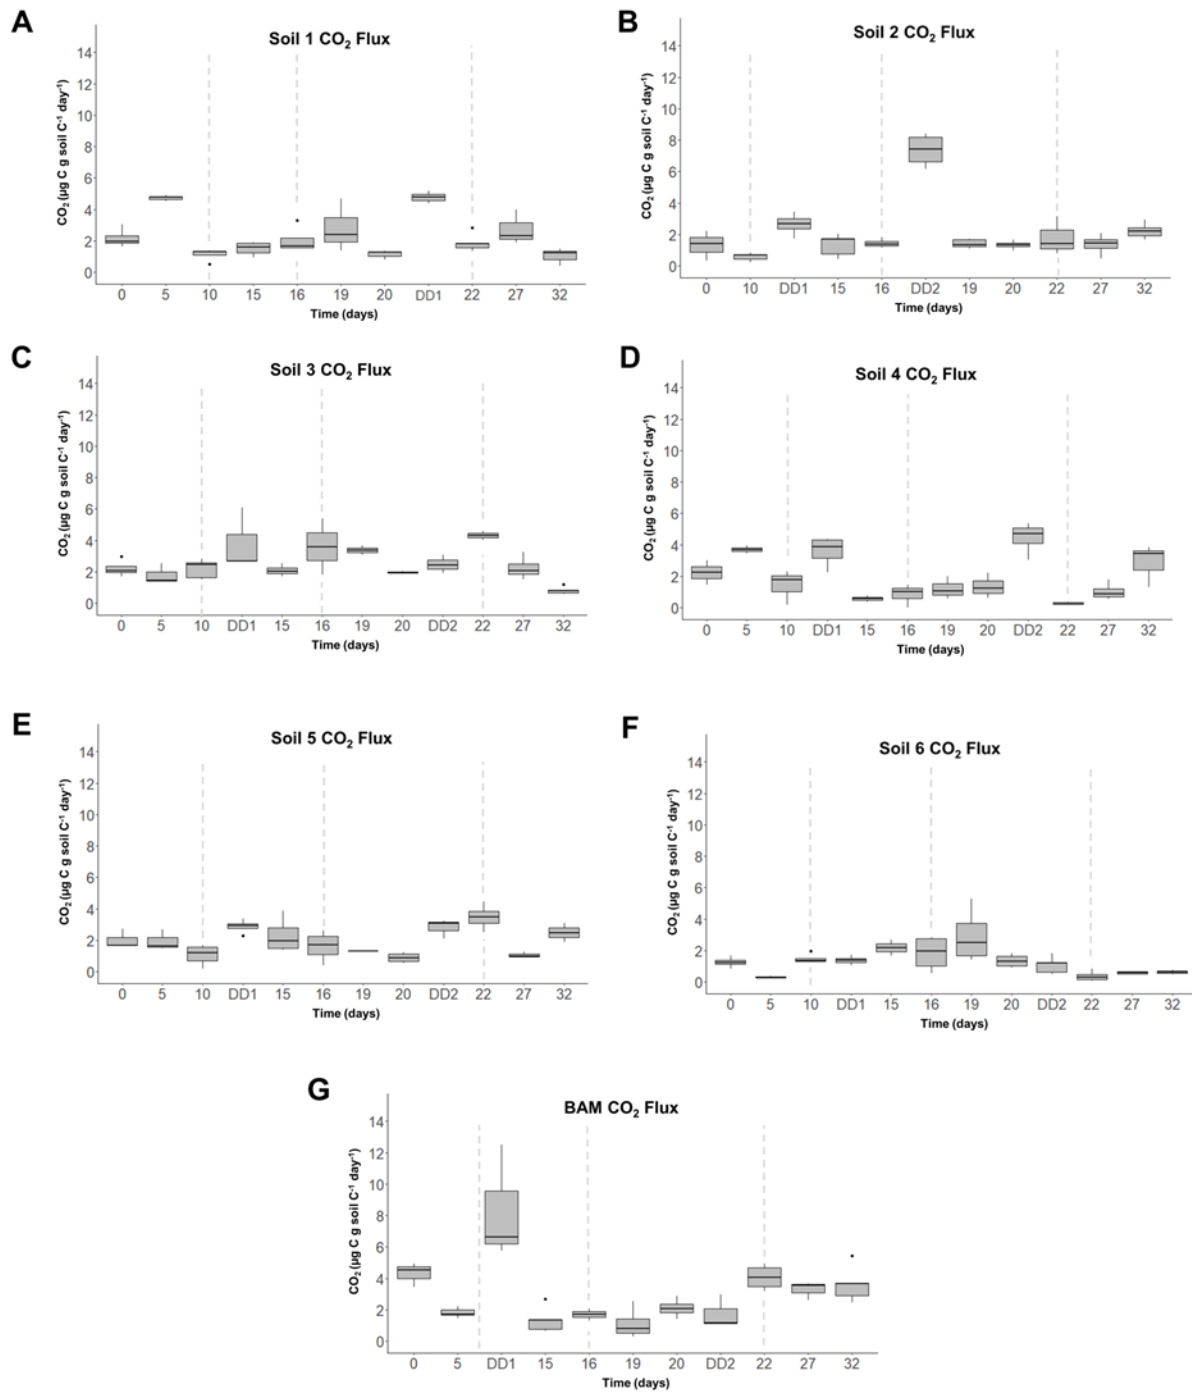 A
Soil 1 CO₂ Flux
CO₂ (µg C g soil C⁻¹ day⁻¹)
14
12
10
8
6
4
2
0
0 5 10 15 16 19 20 DD1 22 27 32
Time (days)
B
Soil 2 CO₂ Flux
CO₂ (µg C g soil C⁻¹ day⁻¹)
14
12
10
8
6
4
2
0
0 10 DD1 15 16 DD2 19 20 22 27 32
Time (days)
C
Soil 3 CO₂ Flux
CO₂ (µg C g soil C⁻¹ day⁻¹)
14
12
10
8
6
4
2
0
0 5 10 DD1 15 16 19 20 DD2 22 27 32
Time (days)
D
Soil 4 CO₂ Flux
CO₂ (µg C g soil C⁻¹ day⁻¹)
14
12
10
8
6
4
2
0
0 5 10 DD1 15 16 19 20 DD2 22 27 32
Time (days)
E
Soil 5 CO₂ Flux
CO₂ (µg C g soil C⁻¹ day⁻¹)
14
12
10
8
6
4
2
0
0 5 10 DD1 15 16 19 20 DD2 22 27 32
Time (days)
F
Soil 6 CO₂ Flux
CO₂ (µg C g soil C⁻¹ day⁻¹)
14
12
10
8
6
4
2
0
0 5 10 DD1 15 16 19 20 DD2 22 27 32
Time (days)
G
BAM CO₂ Flux
CO₂ (µg C g soil C⁻¹ day⁻¹)
14
12
10
8
6
4
2
0
0 5 DD1 15 16 19 20 DD2 22 27 32
Time (days)